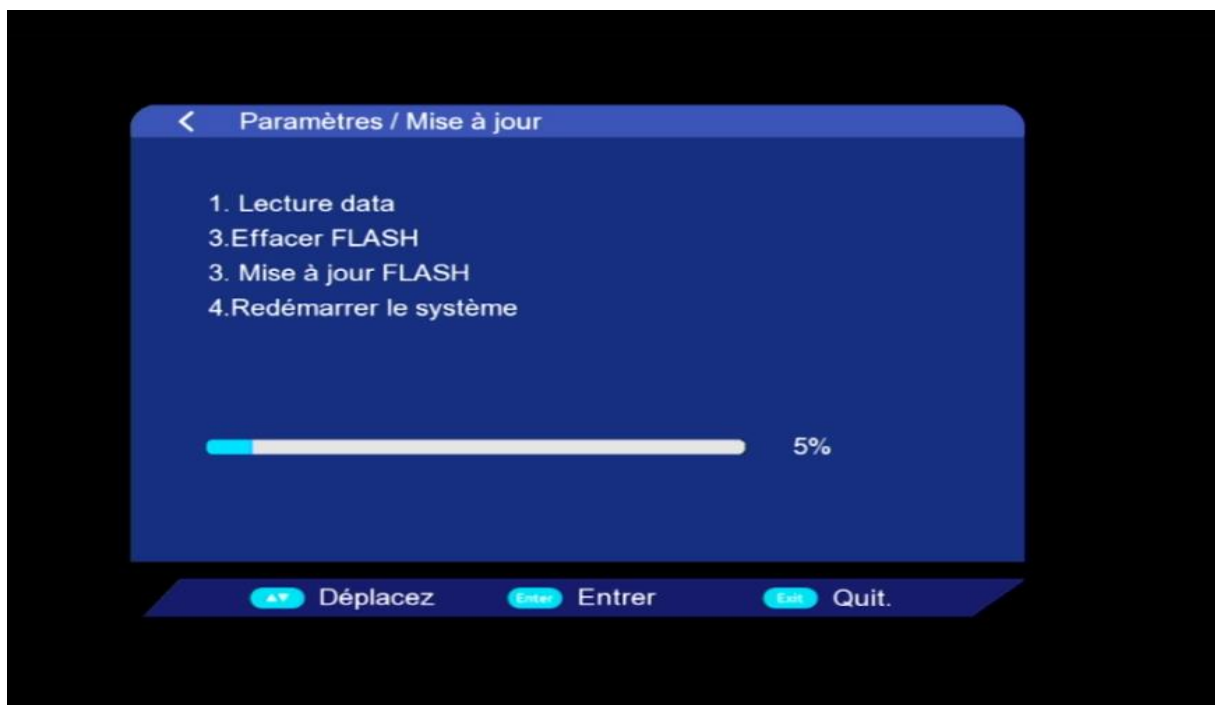 Paramètres / Mise à jour
1. Lecture data
3.Effacer FLASH
3. Mise à jour FLASH
4.Redémarrer le système
5%
Déplacez Enter Entrer Exit Quit.